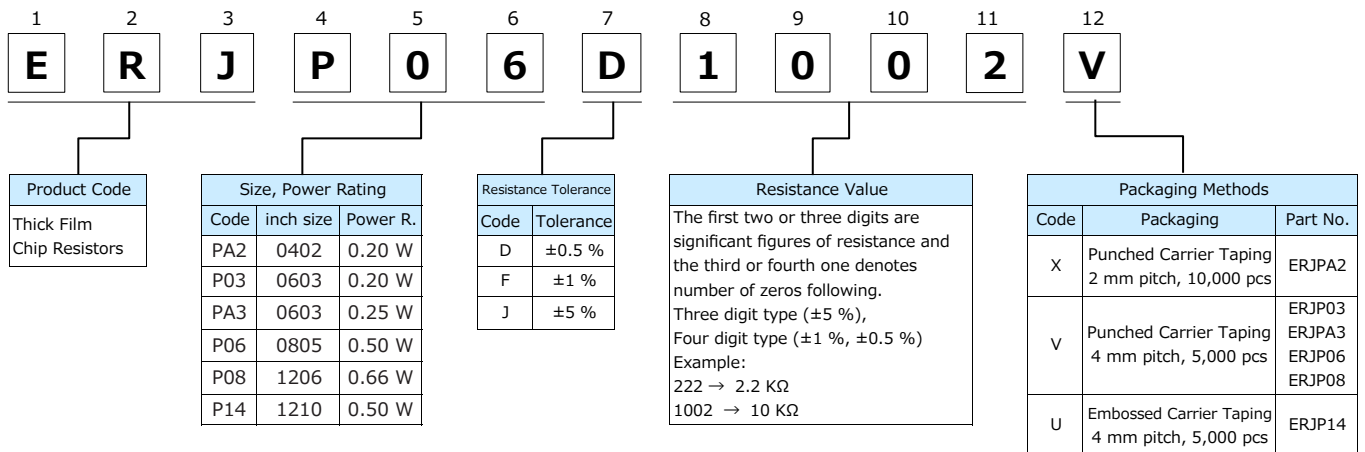 1 2 3 4 5 6 7 8 9 10 11 12
E R J P 0 6 D 1 0 0 2 V
Product Code
Thick Film
Chip Resistors
Size, Power Rating
Code inch size Power R.
PA2 0402 0.20 W
P03 0603 0.20 W
PA3 0603 0.25 W
P06 0805 0.50 W
P08 1206 0.66 W
P14 1210 0.50 W
Resistance Tolerance
Code Tolerance
D ±0.5 %
F ±1 %
J ±5 %
Resistance Value
The first two or three digits are
significant figures of resistance and
the third or fourth one denotes
number of zeros following.
Three digit type (±5 %),
Four digit type (±1 %, ±0.5 %)
Example:
222 → 2.2 KΩ
1002 → 10 KΩ
Packaging Methods
Code Packaging Part No.
X Punched Carrier Taping
2 mm pitch, 10,000 pcs ERJPA2
V Punched Carrier Taping
4 mm pitch, 5,000 pcs
ERJP03
ERJPA3
ERJP06
ERJP08
U Embossed Carrier Taping
4 mm pitch, 5,000 pcs ERJP14